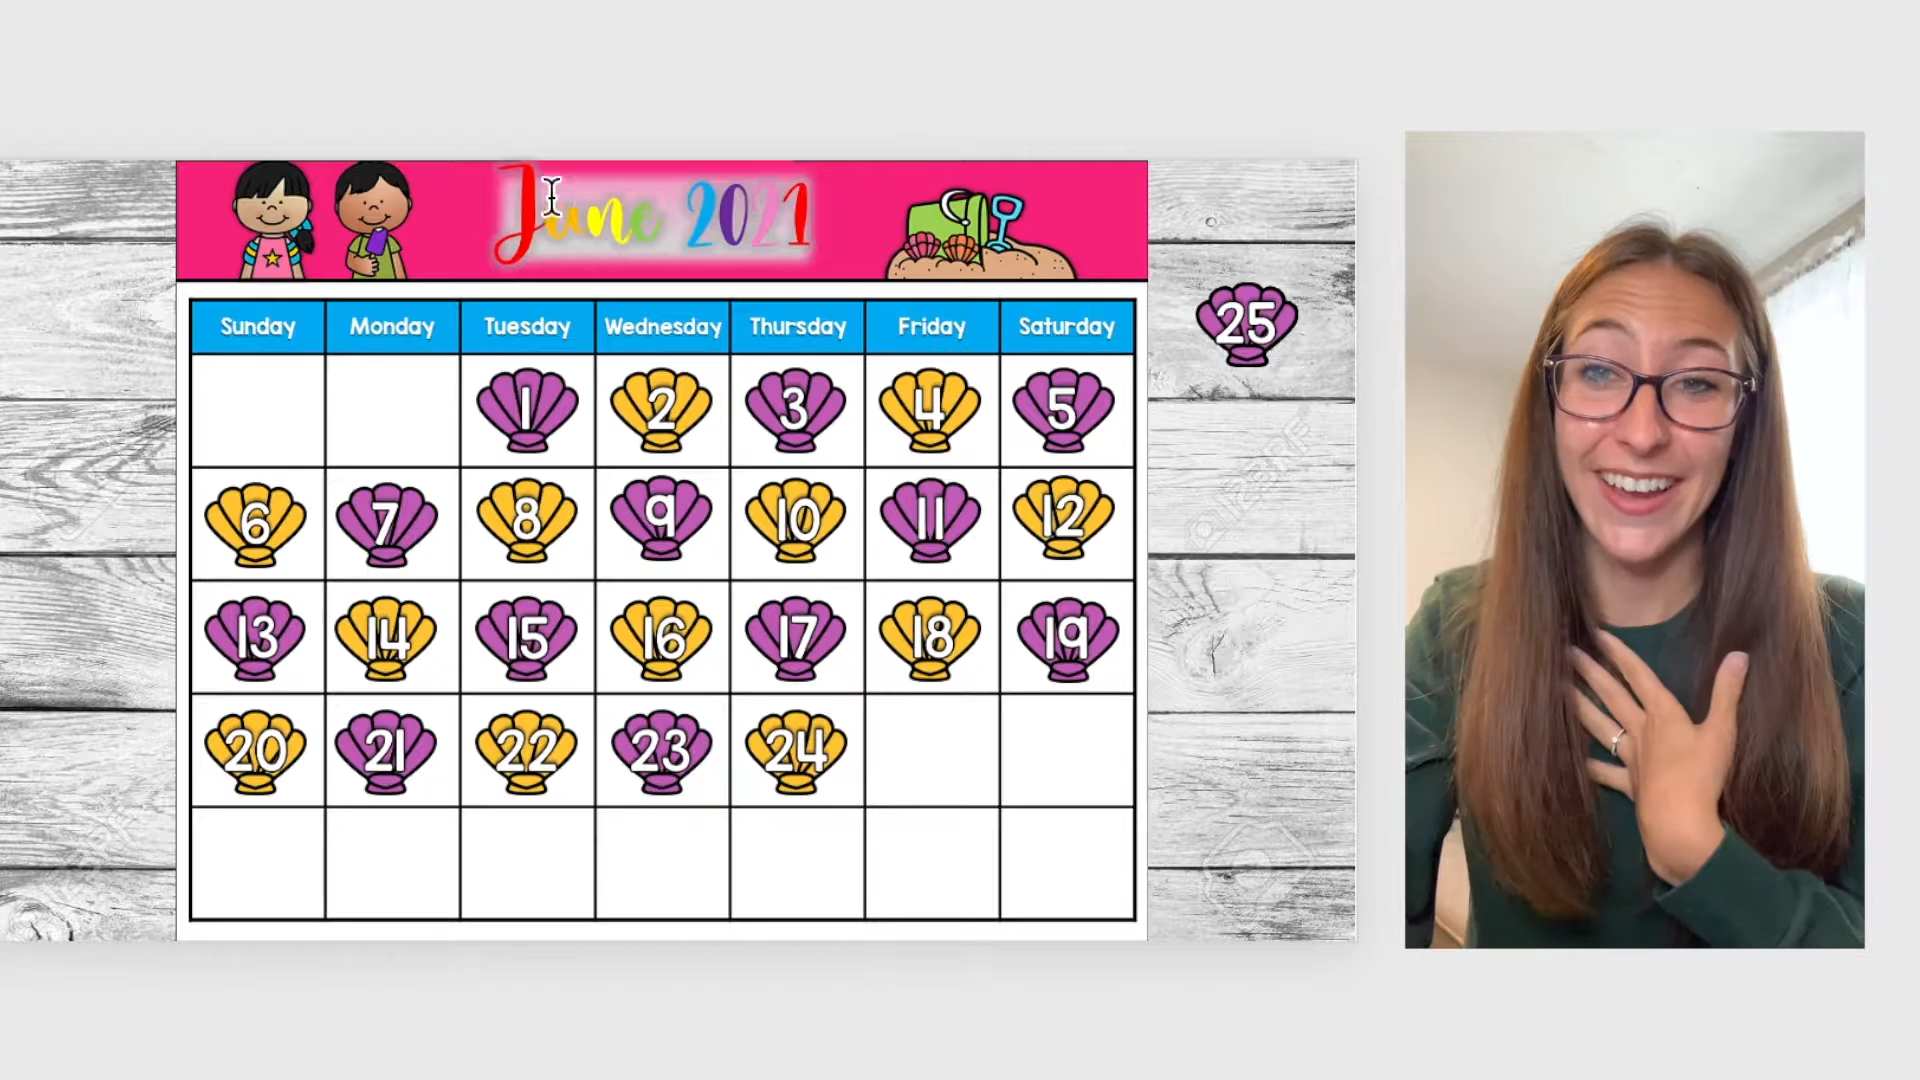 June 2021
Sunday Monday Tuesday Wednesday Thursday Friday Saturday
25
1 2 3 4 5
6 7 8 9 10 11 12
13 14 15 16 17 18 19
20 21 22 23 24
123RF